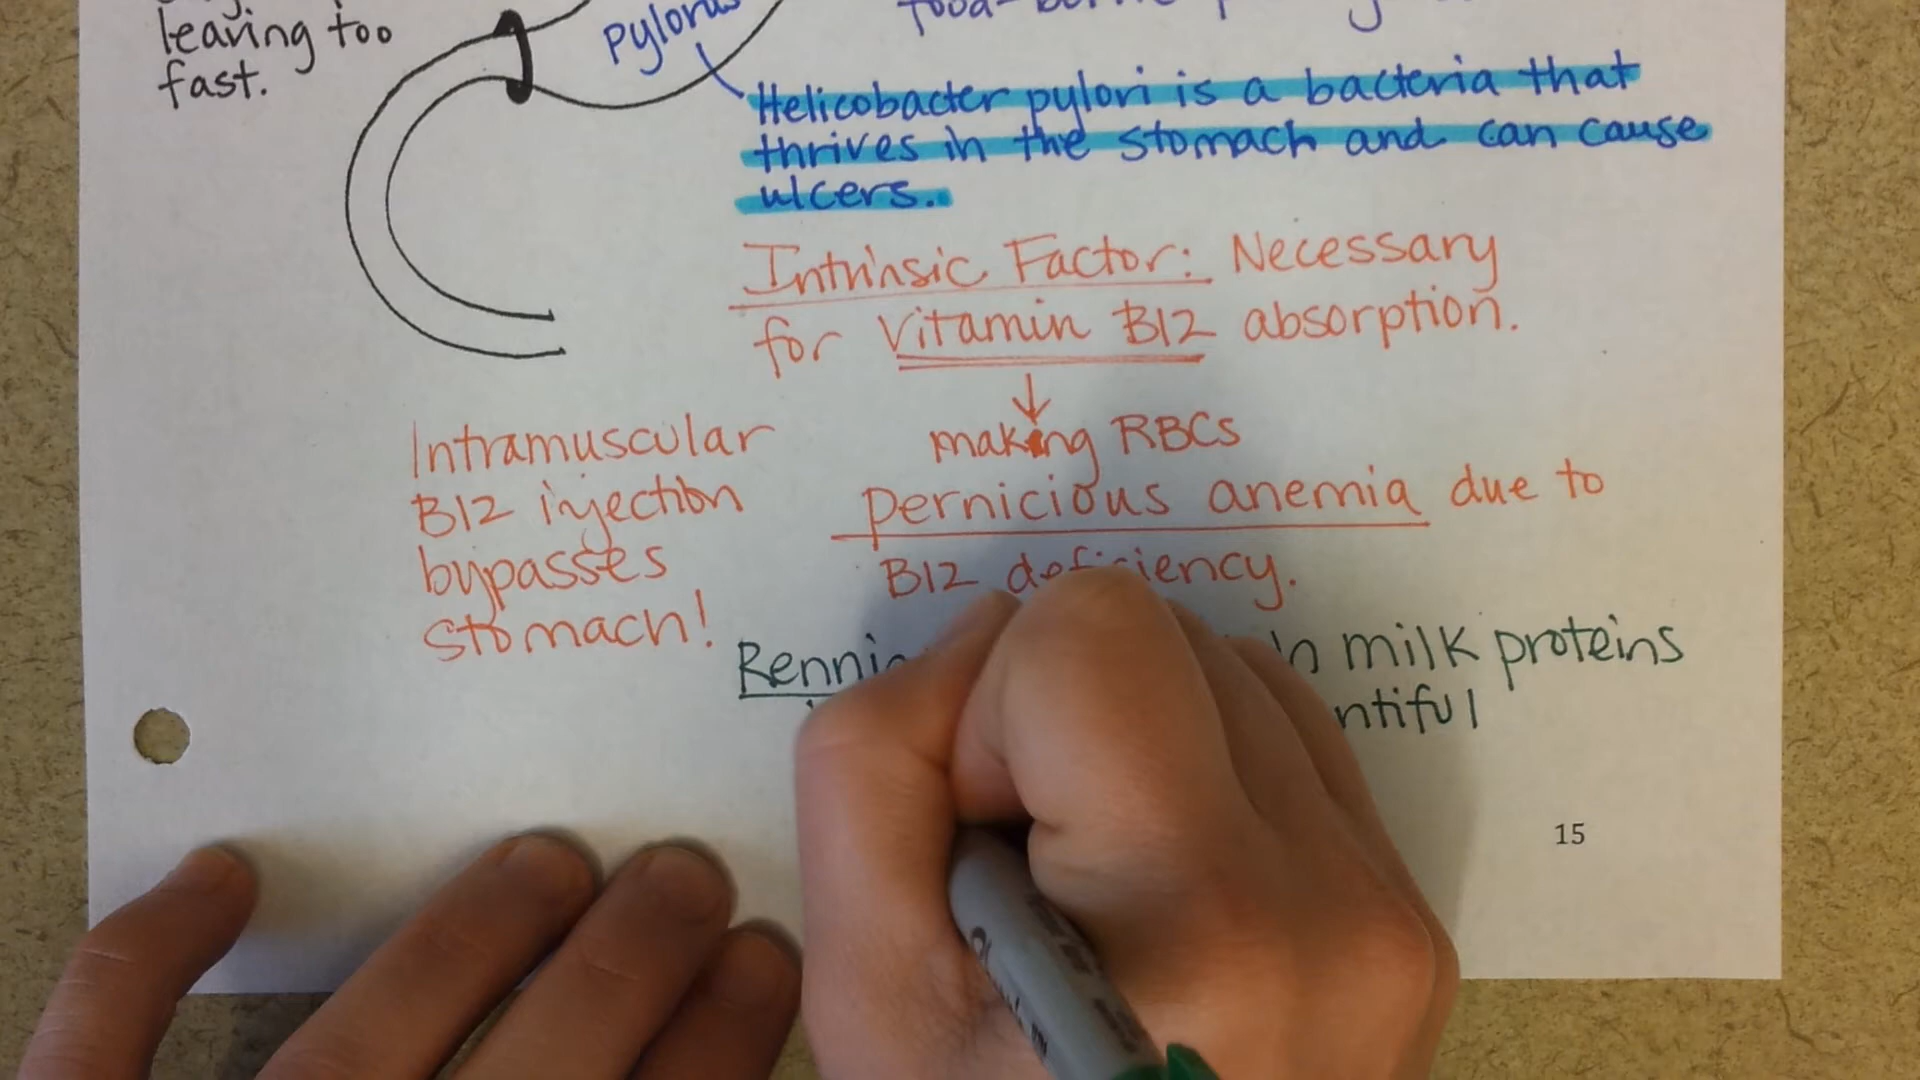 leaving too
fast.
pylorus
Helicobacter pylori is a bacteria that
thrives in the stomach and can cause
ulcers.
Intrinsic Factor: Necessary
for Vitamin B12 absorption.
making RBCs
pernicious anemia due to
B12 deficiency.
Intramuscular
B12 injection
bypasses
stomach!
milk proteins
15